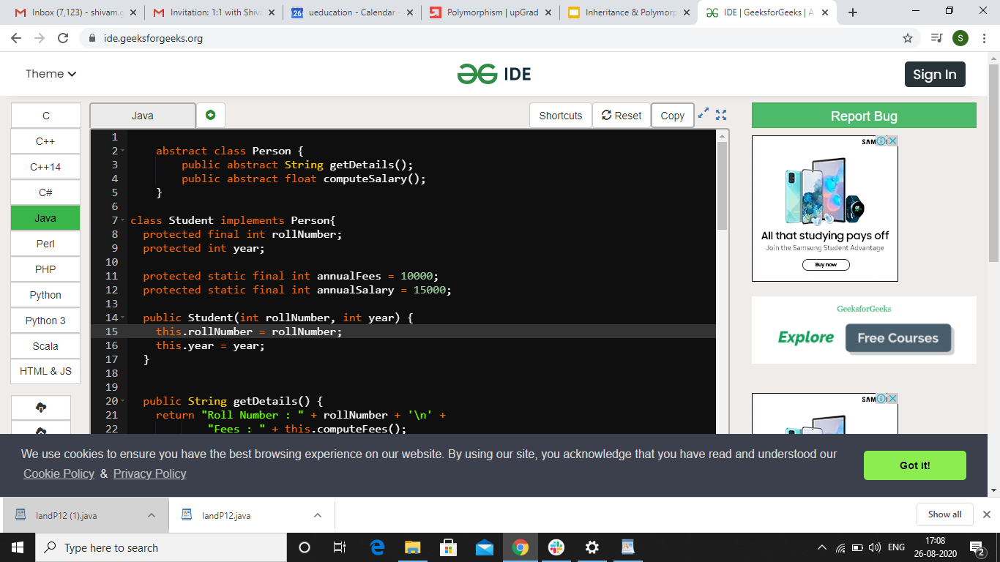 Inbox (7,123) - shivam.g
Invitation: 1:1 with Shiv
ueducation - Calendar -
Polymorphism | upGrad
Inheritance & Polymorp
IDE | GeeksforGeeks | A
ide.geeksforgeeks.org
S
Theme
IDE
Sign In
C
C++
C++14
C#
Java
Perl
PHP
Python
Python 3
Scala
HTML & JS
Java
Shortcuts
Reset
Copy
1
2 abstract class Person {
3 public abstract String getDetails();
4 public abstract float computeSalary();
5 }
6
7 class Student implements Person{
8 protected final int rollNumber;
9 protected int year;
10
11 protected static final int annualFees = 10000;
12 protected static final int annualSalary = 15000;
13
14 public Student(int rollNumber, int year) {
15 this.rollNumber = rollNumber;
16 this.year = year;
17 }
18
19
20 public String getDetails() {
21 return "Roll Number : " + rollNumber + '\n' +
22 "Fees : " + this.computeFees();
Report Bug
SAM
All that studying pays off
Join the Samsung Student Advantage
Buy now
GeeksforGeeks
Explore
Free Courses
SAM
We use cookies to ensure you have the best browsing experience on our website. By using our site, you acknowledge that you have read and understood our
Cookie Policy & Privacy Policy
Got it!
IandP12 (1).java
IandP12.java
Show all
Type here to search
ENG
17:08
26-08-2020
2